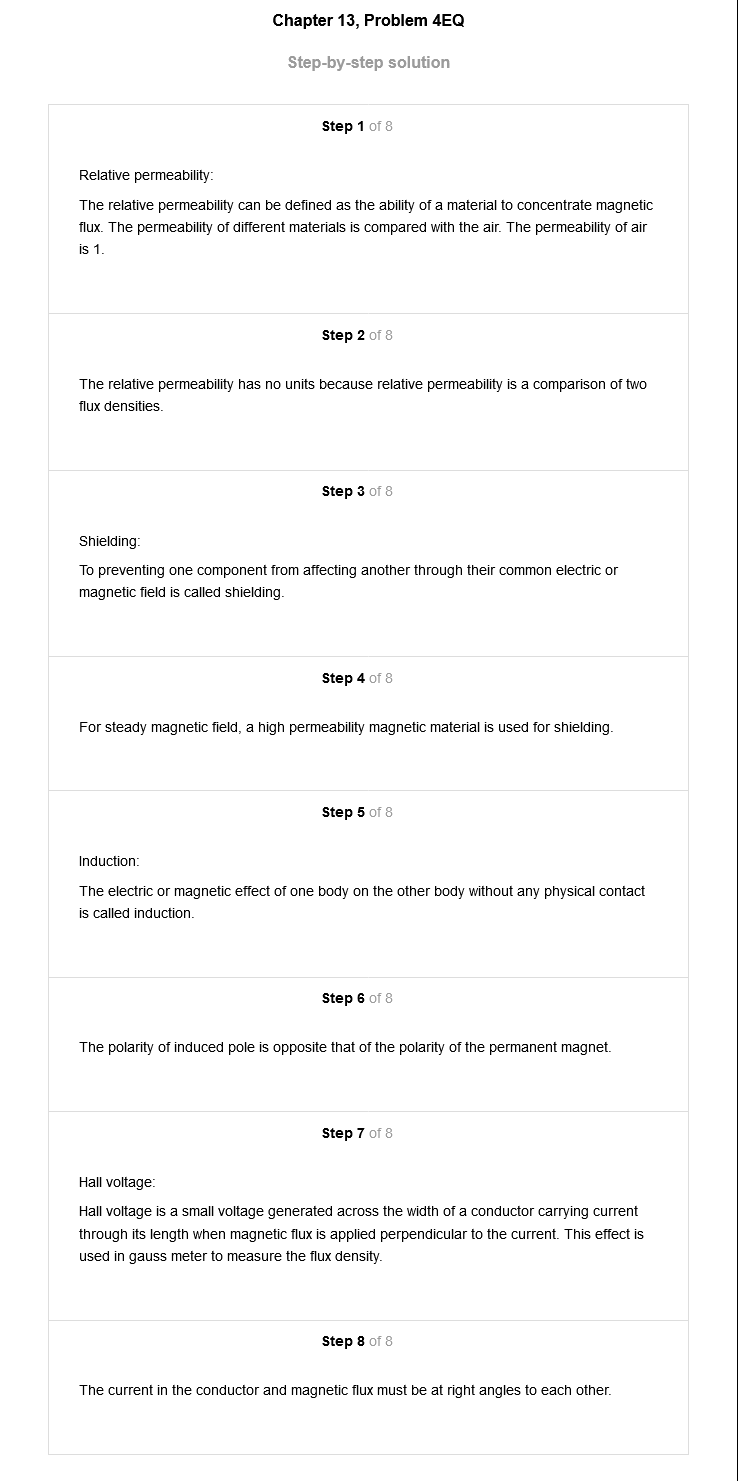 Chapter 13, Problem 4EQ
Step-by-step solution
Step 1 of 8
Relative permeability:
The relative permeability can be defined as the ability of a material to concentrate magnetic
flux. The permeability of different materials is compared with the air. The permeability of air
is 1.
Step 2 of 8
The relative permeability has no units because relative permeability is a comparison of two
flux densities.
Step 3 of 8
Shielding:
To preventing one component from affecting another through their common electric or
magnetic field is called shielding.
Step 4 of 8
For steady magnetic field, a high permeability magnetic material is used for shielding.
Step 5 of 8
Induction:
The electric or magnetic effect of one body on the other body without any physical contact
is called induction.
Step 6 of 8
The polarity of induced pole is opposite that of the polarity of the permanent magnet.
Step 7 of 8
Hall voltage:
Hall voltage is a small voltage generated across the width of a conductor carrying current
through its length when magnetic flux is applied perpendicular to the current. This effect is
used in gauss meter to measure the flux density.
Step 8 of 8
The current in the conductor and magnetic flux must be at right angles to each other.